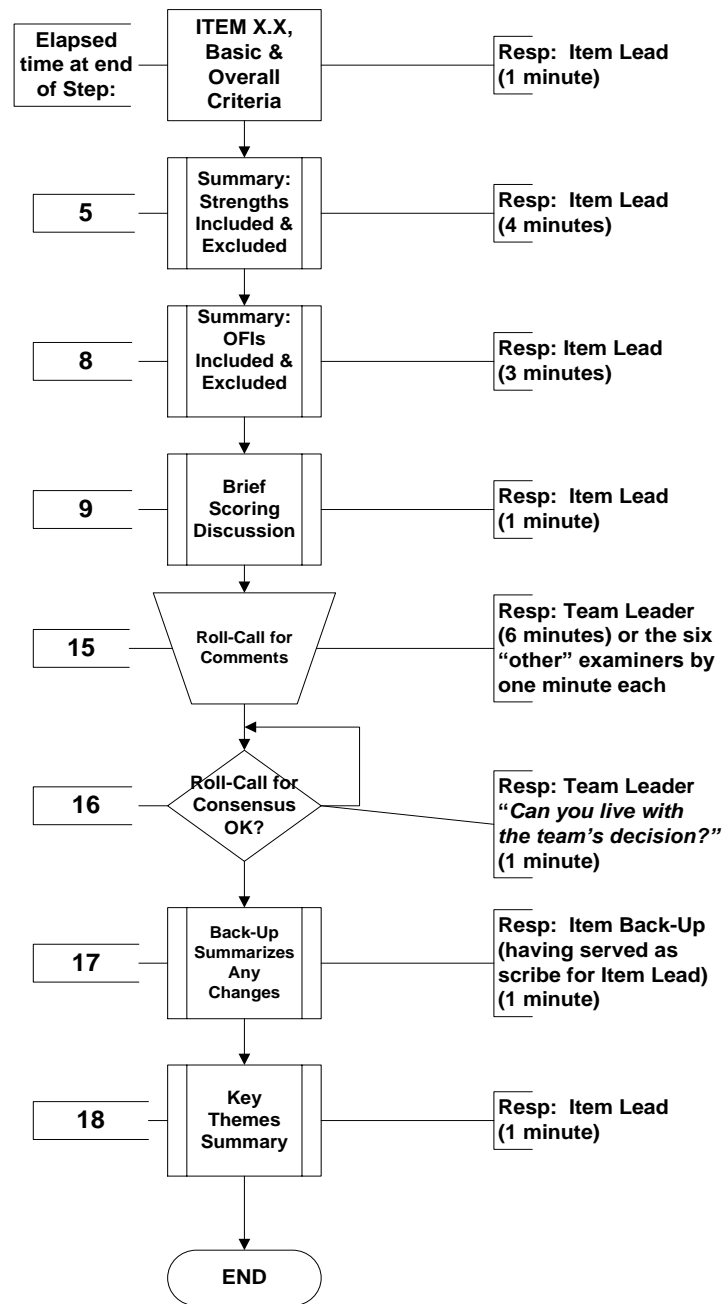 Elapsed
time at end
of Step:
ITEM X.X,
Basic &
Overall
Criteria
Resp:  Item Lead
(1 minute)
5
Summary:
Strengths
Included &
Excluded
Resp:  Item Lead
(4 minutes)
8
Summary:
OFIs
Included &
Excluded
Resp: Item Lead
(3 minutes)
9
Brief
Scoring
Discussion
Resp:  Item Lead
(1 minute)
15
Roll-Call for
Comments
Resp: Team Leader
(6 minutes) or the six
“other” examiners by
one minute each
16
Roll-Call for
Consensus
OK?
Resp: Team Leader
“Can you live with
the team’s decision?”
(1 minute)
17
Back-Up
Summarizes
Any
Changes
Resp:  Item Back-Up
(having served as
scribe for Item Lead)
(1 minute)
18
Key
Themes
Summary
Resp:  Item Lead
(1 minute)
END